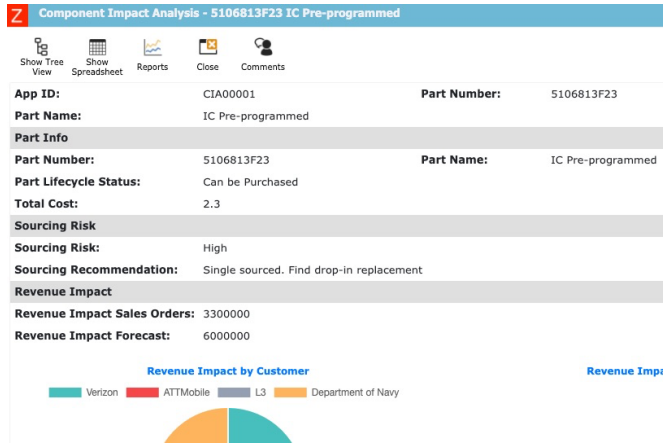 Z Component Impact Analysis - 5106813F23 IC Pre-programmed
Show Tree View
Show Spreadsheet
Reports
Close
Comments
App ID: CIA00001 Part Number: 5106813F23
Part Name: IC Pre-programmed
Part Info
Part Number: 5106813F23 Part Name: IC Pre-programmed
Part Lifecycle Status: Can be Purchased
Total Cost: 2.3
Sourcing Risk
Sourcing Risk: High
Sourcing Recommendation: Single sourced. Find drop-in replacement
Revenue Impact
Revenue Impact Sales Orders: 3300000
Revenue Impact Forecast: 6000000
Revenue Impact by Customer Revenue Impa
Verizon ATTMobile L3 Department of Navy